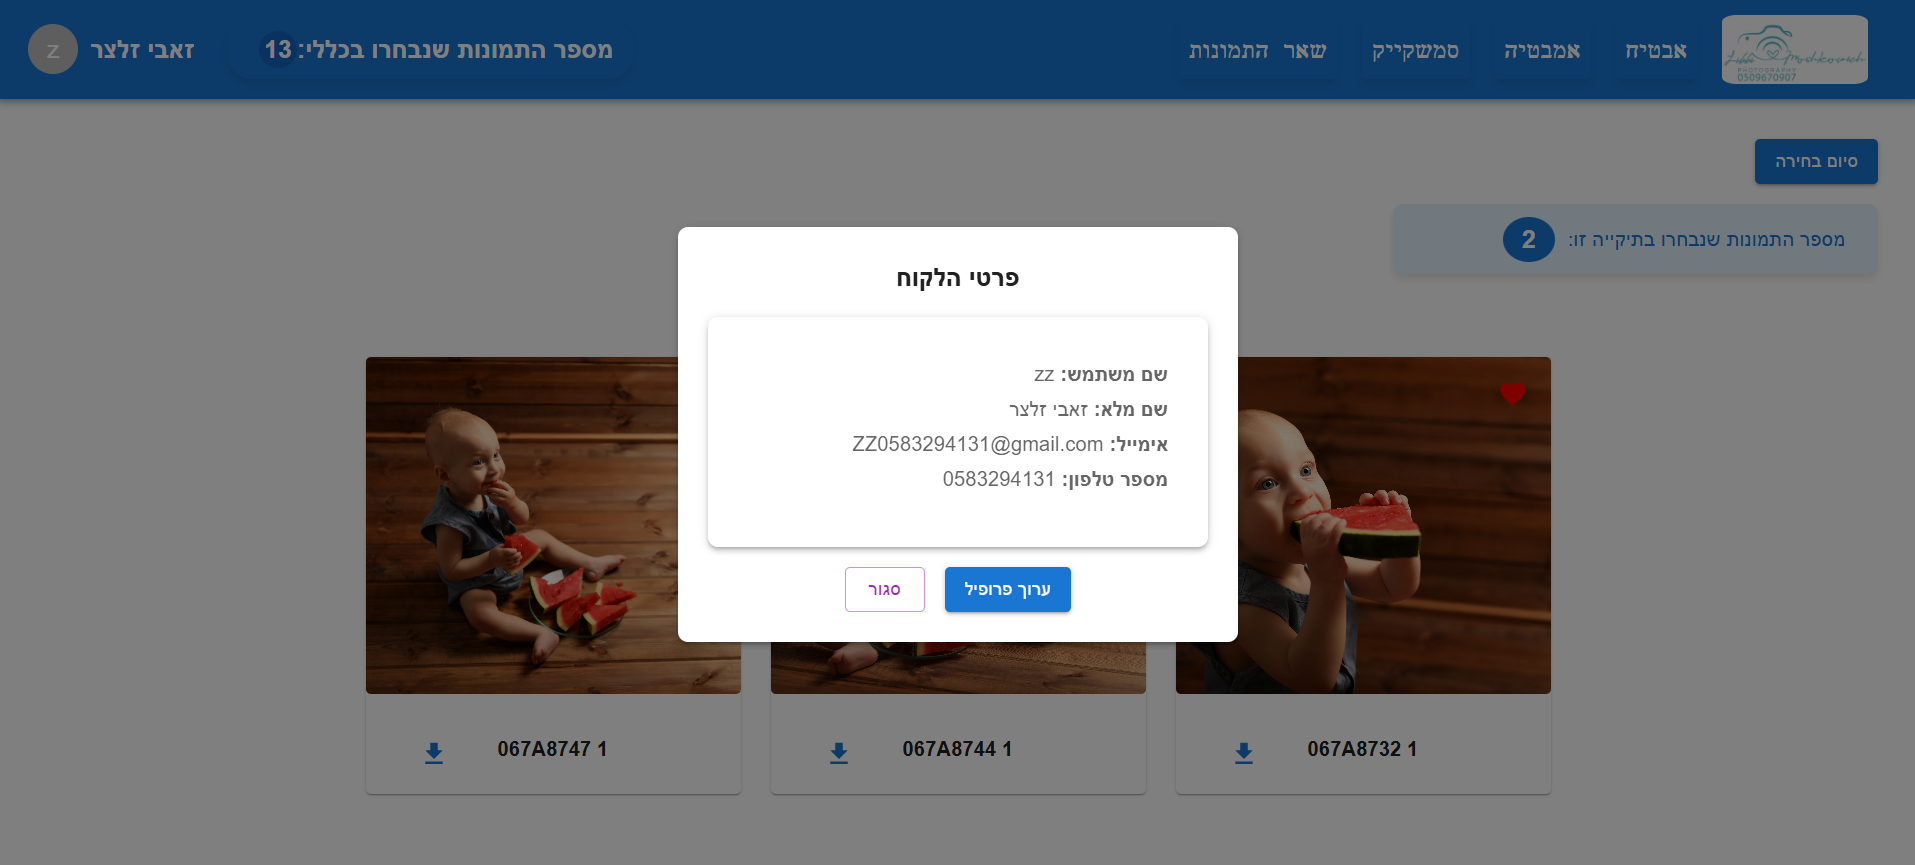 Libbi Moshkovich
PHOTOGRAPHY
0509670907
אבטיח
אמבטיה
סמשקייק
שאר התמונות
מספר התמונות שנבחרו בכללי: 13
זאבי זלצר
z
סיום בחירה
מספר התמונות שנבחרו בתיקייה זו: 2
פרטי הלקוח
שם משתמש: zz
שם מלא: זאבי זלצר
אימייל: ZZ0583294131@gmail.com
מספר טלפון: 0583294131
ערוך פרופיל
סגור
067A8732 1
067A8744 1
067A8747 1